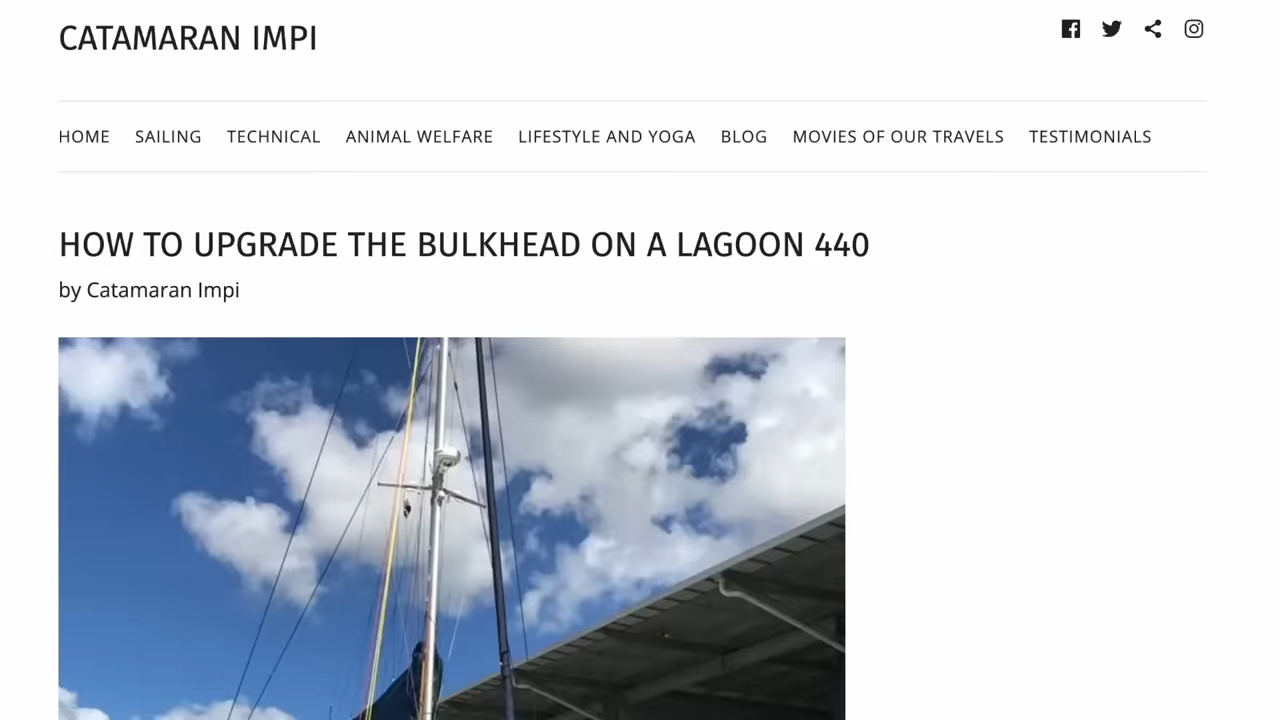 CATAMARAN IMPI
HOME SAILING TECHNICAL ANIMAL WELFARE LIFESTYLE AND YOGA BLOG MOVIES OF OUR TRAVELS TESTIMONIALS
HOW TO UPGRADE THE BULKHEAD ON A LAGOON 440
by Catamaran Impi